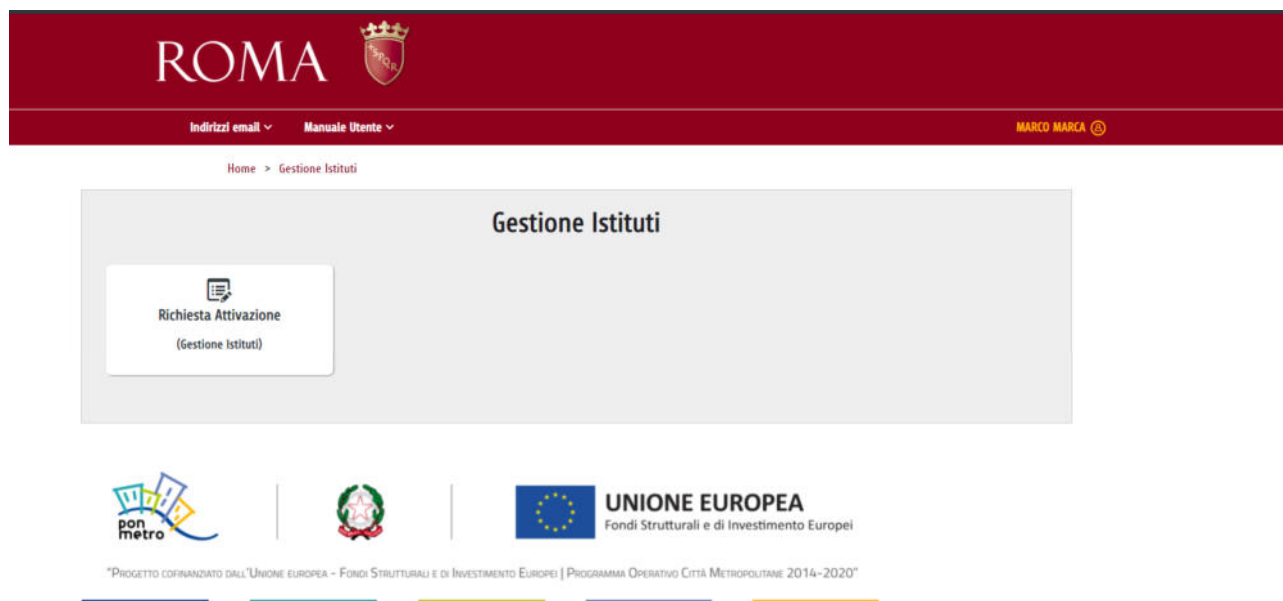 ROMA
SPQR
Indirizzi email Manuale Utente MARCO MARCA
Home > Gestione Istituti
Gestione Istituti
Richiesta Attivazione
(Gestione Istituti)
pon
metro
UNIONE EUROPEA
Fondi Strutturali e di Investimento Europei
"PROGETTO COFINANZIATO DALL'UNIONE EUROPEA – FONDI STRUTTURALI E DI INVESTIMENTO EUROPEI | PROGRAMMA OPERATIVO CITTÀ METROPOLITANE 2014-2020"